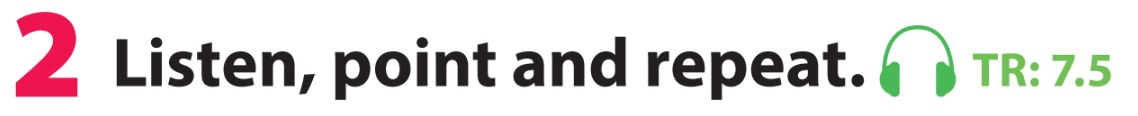 2 Listen, point and repeat. TR: 7.5